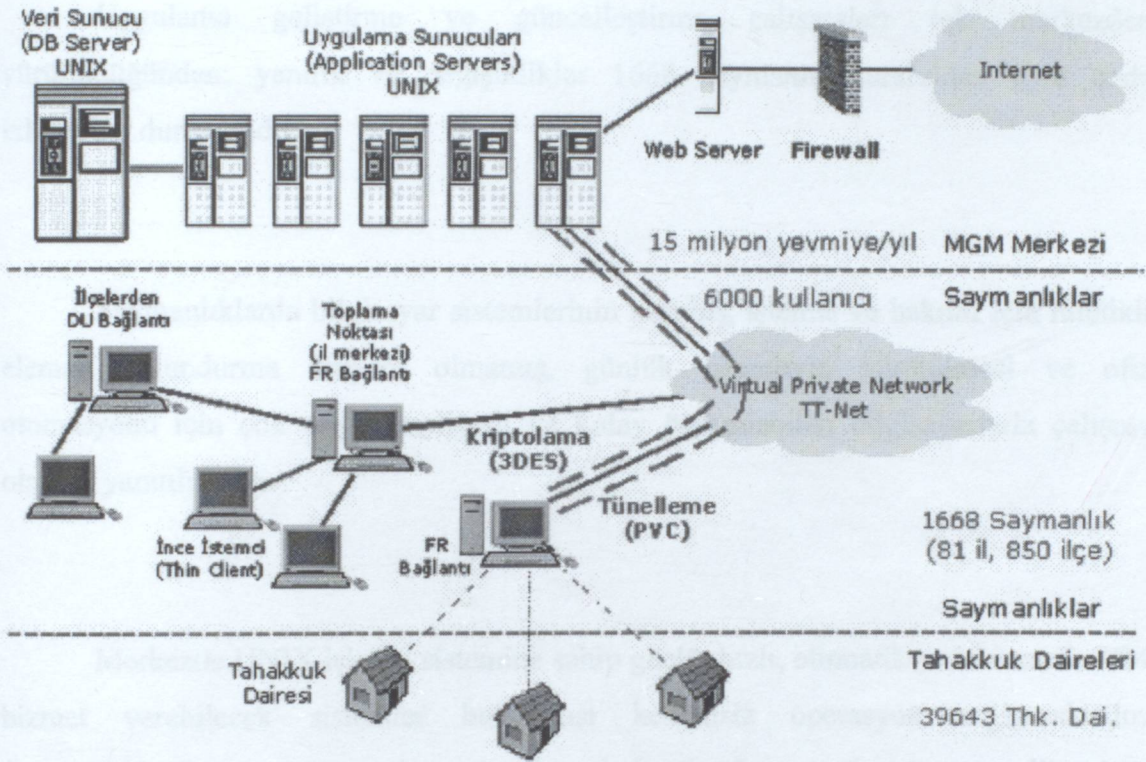 Veri Sunucu
(DB Server)
UNIX
Uygulama Sunucuları
(Application Servers)
UNIX
Internet
Web Server
Firewall
15 milyon yevmiye/yıl
MGM Merkezi
6000 kullanıcı
Saymanlıklar
İlçelerden
DU Bağlantı
Toplama
Noktası
(il merkezi)
FR Bağlantı
Virtual Private Network
TT-Net
Kriptolama
(3DES)
Tünelleme
(PVC)
İnce İstemci
(Thin Client)
FR
Bağlantı
1668 Saymanlık
(81 il, 850 ilçe)
Saymanlıklar
Tahakkuk
Dairesi
Tahakkuk Daireleri
39643 Thk. Dai.